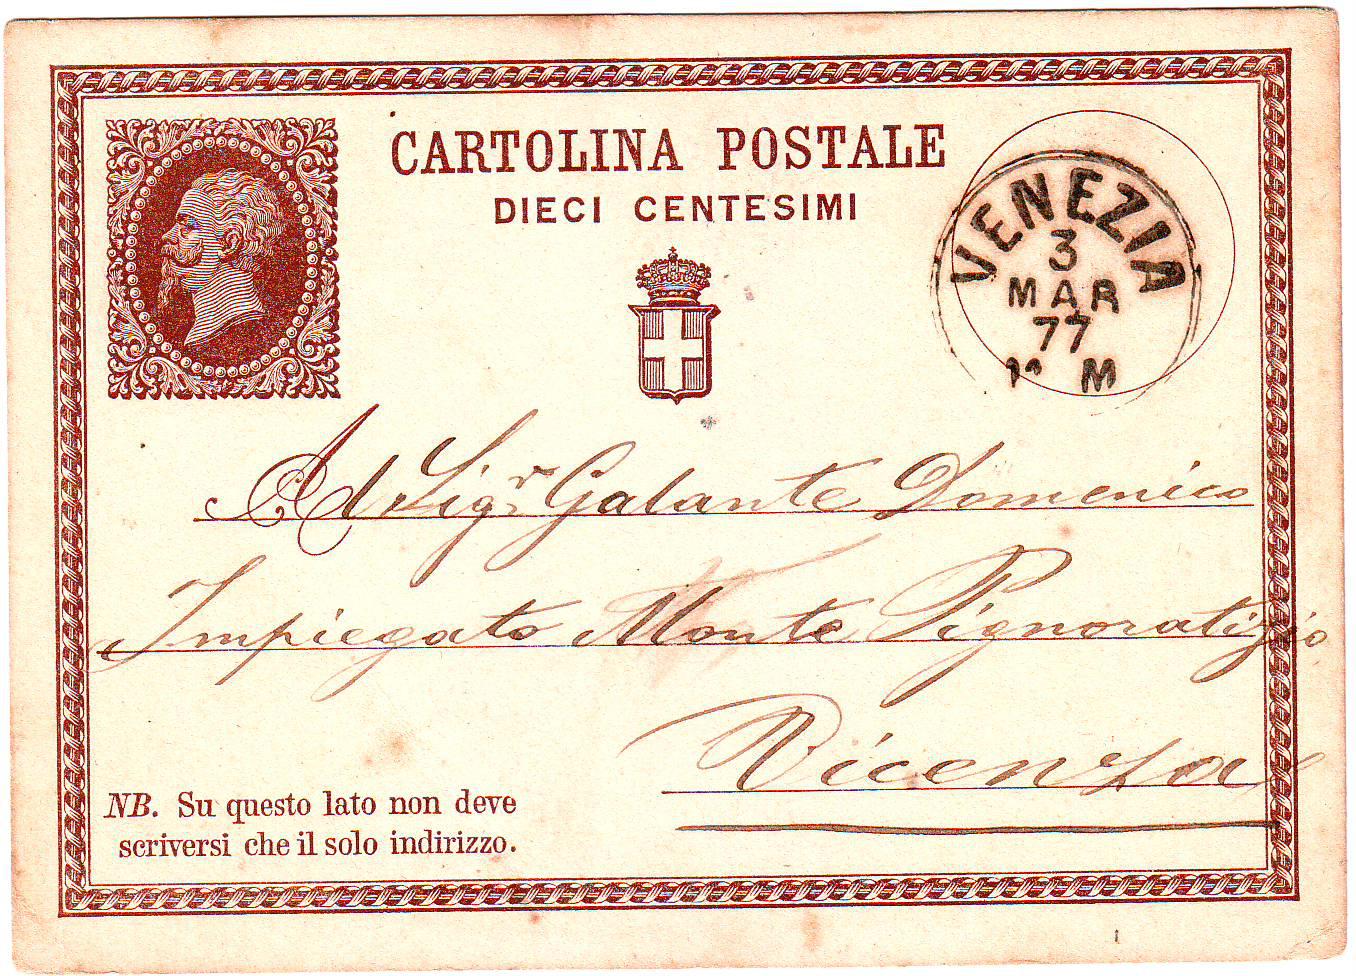 CARTOLINA POSTALE
DIECI CENTESIMI
VENEZIA
3
MAR
77
M
Al Sigr Galante Domenico
Impiegato Monte Pignoratizio
Vicenza
NB. Su questo lato non deve
scriversi che il solo indirizzo.